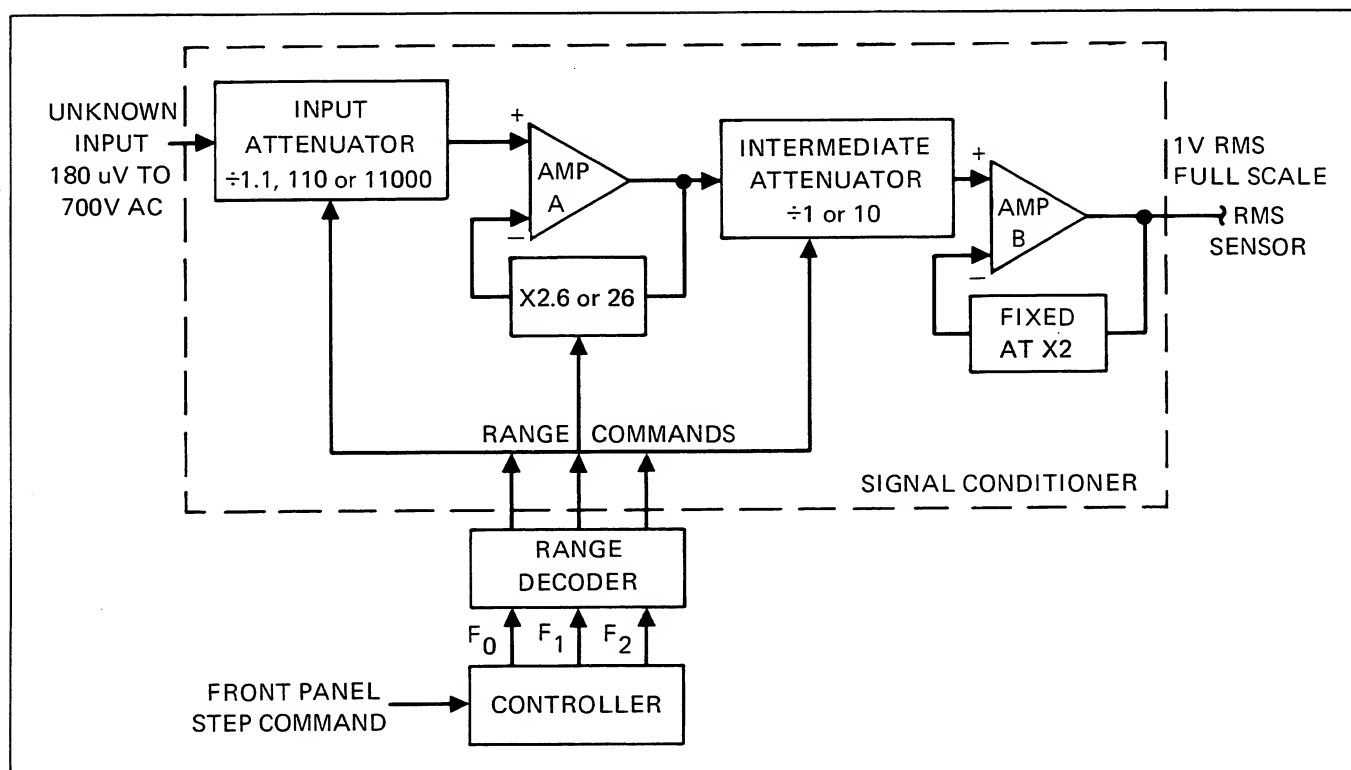 UNKNOWN
INPUT
180 uV TO
700V AC
INPUT
ATTENUATOR
÷1.1, 110 or 11000
+
−
AMP
A
X2.6 or 26
INTERMEDIATE
ATTENUATOR
÷1 or 10
+
−
AMP
B
FIXED
AT X2
1V RMS
FULL SCALE
RMS
SENSOR
RANGE COMMANDS
SIGNAL CONDITIONER
RANGE
DECODER
F0 F1 F2
FRONT PANEL
STEP COMMAND
CONTROLLER